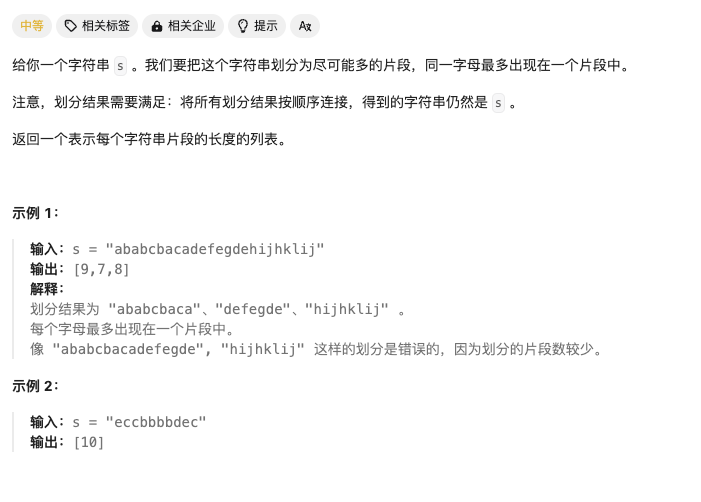 中等 相关标签 相关企业 提示 Aあ
给你一个字符串 s 。我们要把这个字符串划分为尽可能多的片段，同一字母最多出现在一个片段中。
注意，划分结果需要满足：将所有划分结果按顺序连接，得到的字符串仍然是 s 。
返回一个表示每个字符串片段的长度的列表。
示例 1：
输入：s = "ababcbacadefegdehijhklij"
输出：[9,7,8]
解释：
划分结果为 "ababcbaca"、"defegde"、"hijhklij" 。
每个字母最多出现在一个片段中。
像 "ababcbacadefegde", "hijhklij" 这样的划分是错误的，因为划分的片段数较少。
示例 2：
输入：s = "eccbbbbdec"
输出：[10]